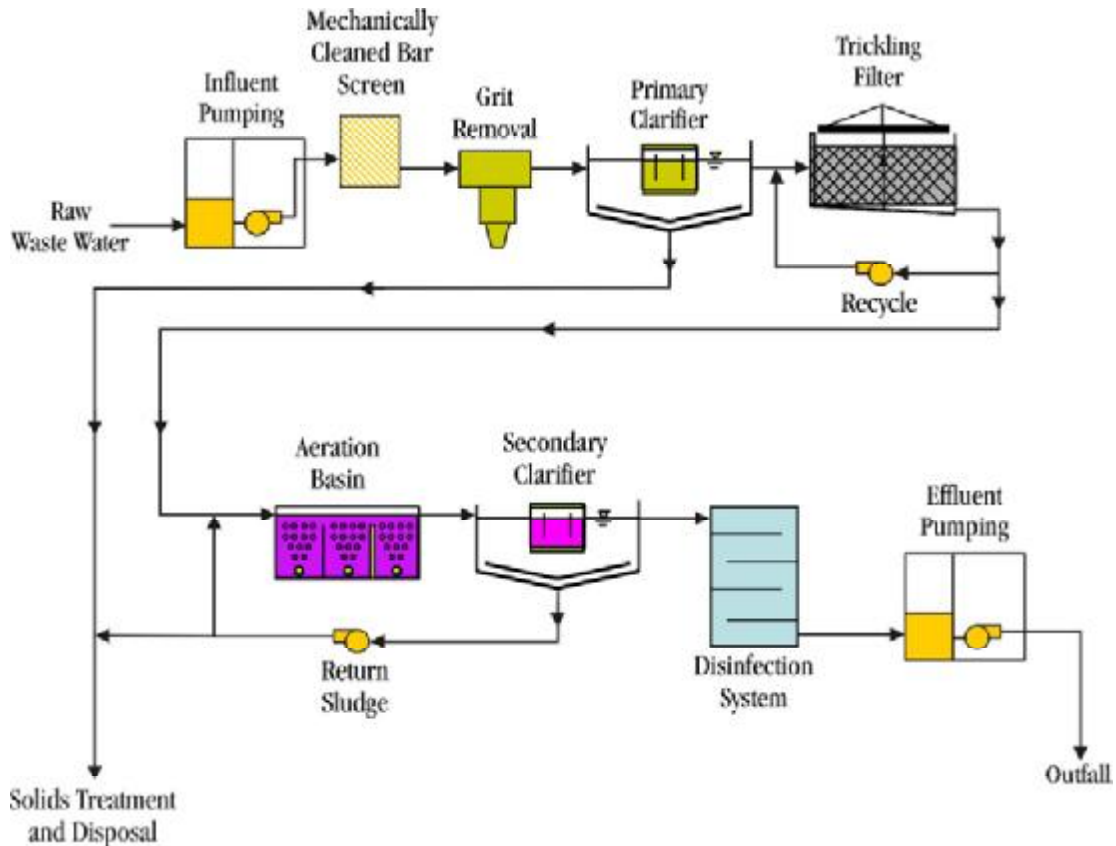 Mechanically
Cleaned Bar
Screen
Influent
Pumping
Grit
Removal
Primary
Clarifier
Trickling
Filter
Raw
Waste Water
Recycle
Aeration
Basin
Secondary
Clarifier
Effluent
Pumping
Return
Sludge
Disinfection
System
Solids Treatment
and Disposal
Outfall